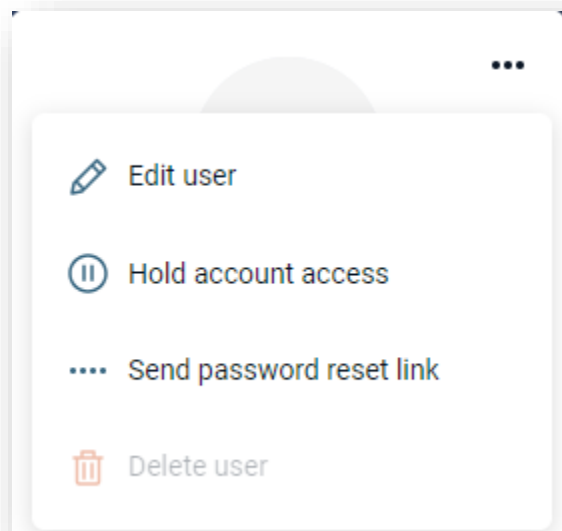 Edit user
Hold account access
Send password reset link
Delete user